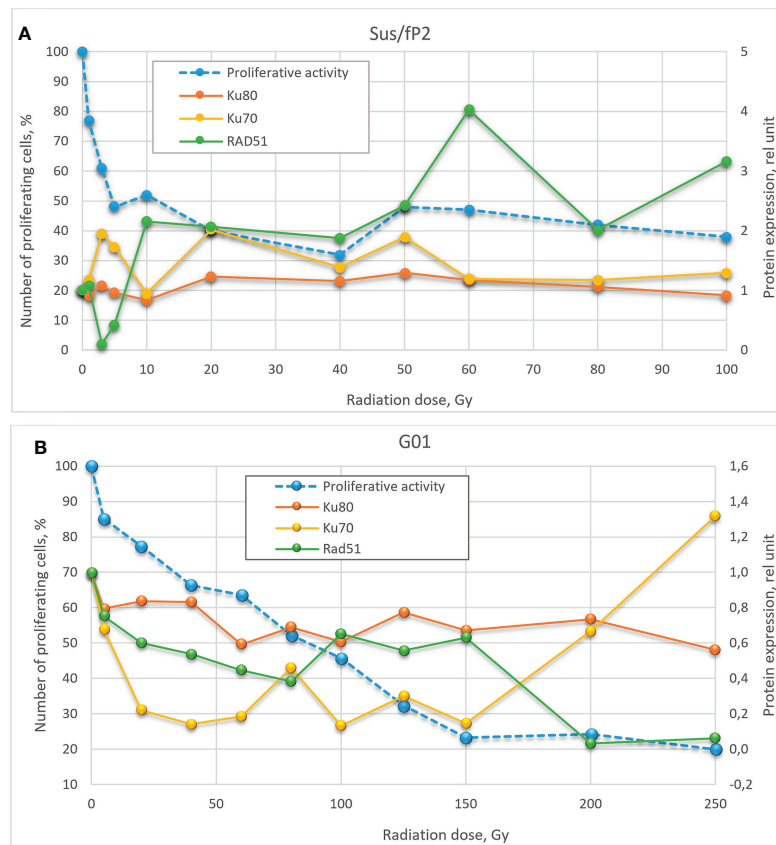 A
Sus/fP2
100
90
80
70
60
50
40
30
20
10
0
Number of proliferating cells, %
Proliferative activity
Ku80
Ku70
RAD51
5
4
3
2
1
0
Protein expression, rel unit
0 10 20 30 40 50 60 70 80 90 100
Radiation dose, Gy
B
G01
100
90
80
70
60
50
40
30
20
10
Number of proliferating cells, %
Proliferative activity
Ku80
Ku70
Rad51
1,6
1,4
1,2
1,0
0,8
0,6
0,4
0,2
0,0
-0,2
Protein expression, rel unit
0 50 100 150 200 250
Radiation dose, Gy